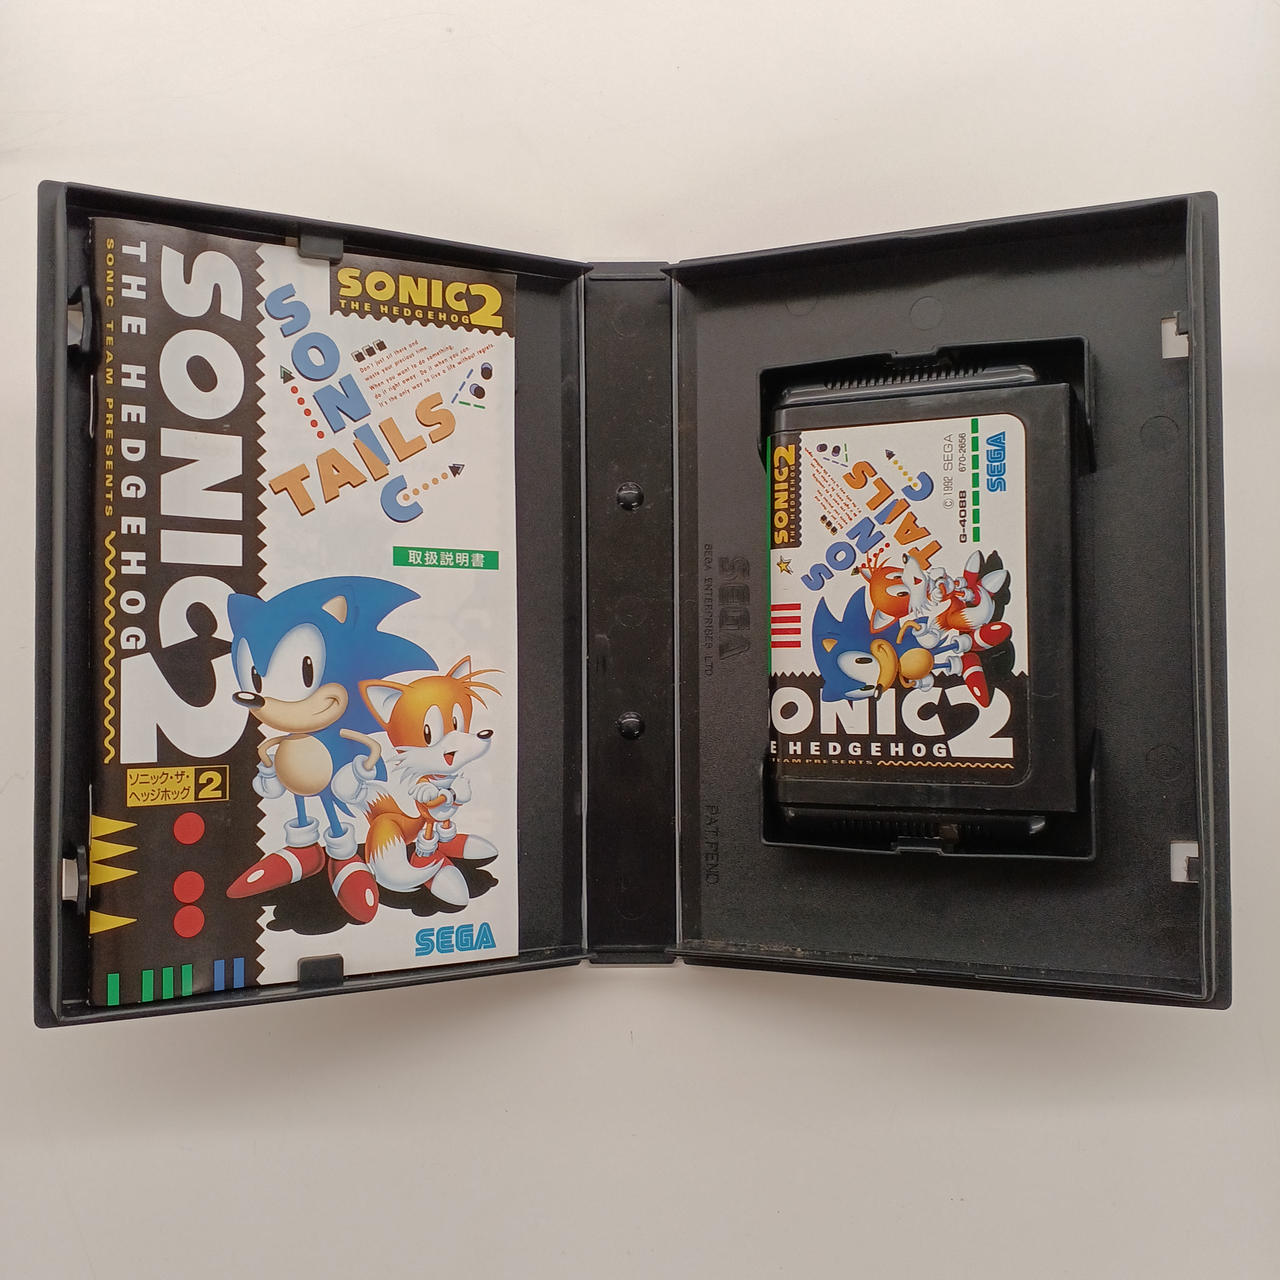 SONIC
THE HEDGEHOG 2
SONIC TEAM PRESENTS
ソニック・ザ・
ヘッジホッグ 2
SONIC 2
THE HEDGEHOG
SONIC
TAILS
Don't just sit there and
waste your precious time.
When you want to do something,
do it right away. Do it when you can.
It's the only way to live a life without regrets.
取扱説明書
SEGA
SEGA
SEGA ENTERPRISES LTD.
PAT.PEND
SONIC 2
THE HEDGEHOG
SONIC
TAILS
© 1992 SEGA
G-4088 670-2656
SEGA
SONIC 2
E HEDGEHOG
TEAM PRESENTS